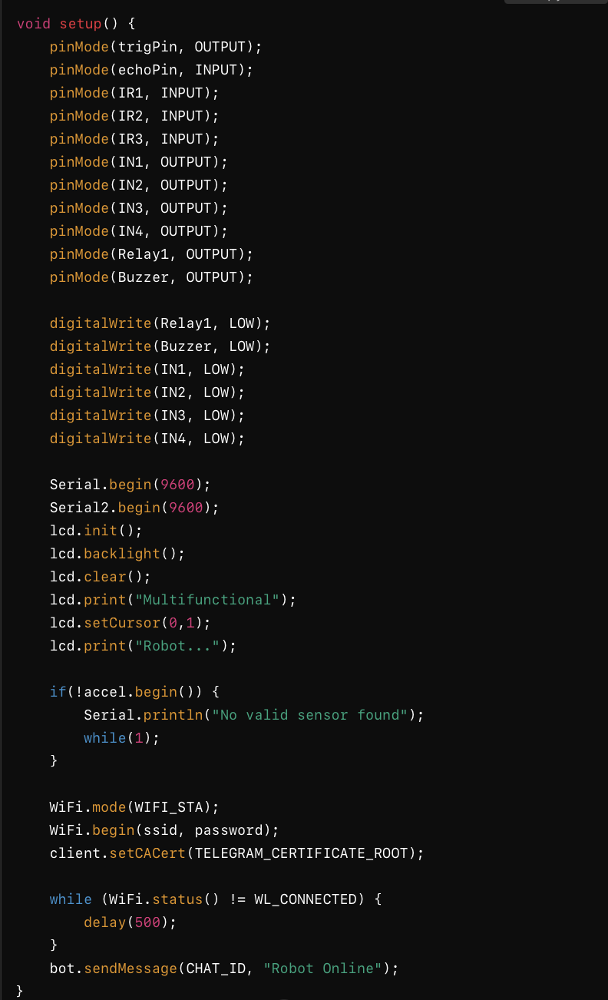 void setup() {
    pinMode(trigPin, OUTPUT);
    pinMode(echoPin, INPUT);
    pinMode(IR1, INPUT);
    pinMode(IR2, INPUT);
    pinMode(IR3, INPUT);
    pinMode(IN1, OUTPUT);
    pinMode(IN2, OUTPUT);
    pinMode(IN3, OUTPUT);
    pinMode(IN4, OUTPUT);
    pinMode(Relay1, OUTPUT);
    pinMode(Buzzer, OUTPUT);

    digitalWrite(Relay1, LOW);
    digitalWrite(Buzzer, LOW);
    digitalWrite(IN1, LOW);
    digitalWrite(IN2, LOW);
    digitalWrite(IN3, LOW);
    digitalWrite(IN4, LOW);

    Serial.begin(9600);
    Serial2.begin(9600);
    lcd.init();
    lcd.backlight();
    lcd.clear();
    lcd.print("Multifunctional");
    lcd.setCursor(0,1);
    lcd.print("Robot...");

    if(!accel.begin()) {
        Serial.println("No valid sensor found");
        while(1);
    }

    WiFi.mode(WIFI_STA);
    WiFi.begin(ssid, password);
    client.setCACert(TELEGRAM_CERTIFICATE_ROOT);

    while (WiFi.status() != WL_CONNECTED) {
        delay(500);
    }
    bot.sendMessage(CHAT_ID, "Robot Online");
}